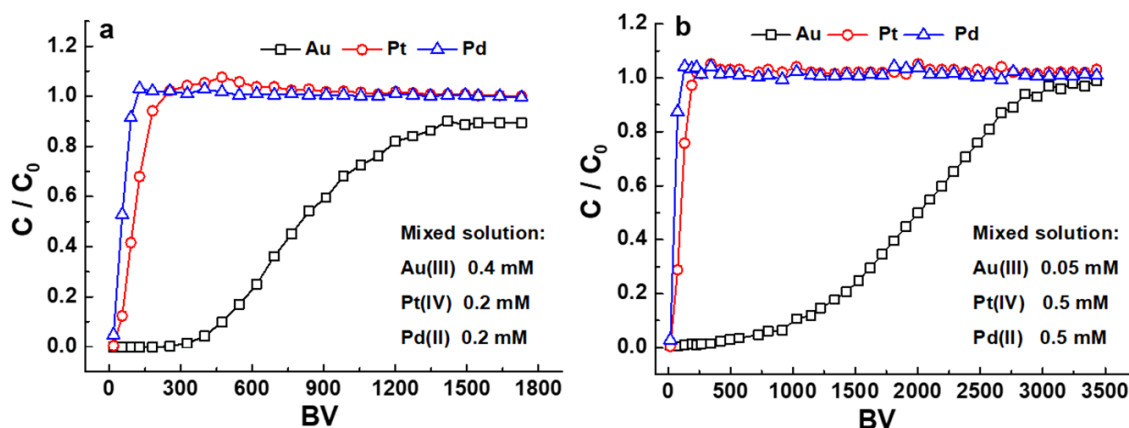 a
Au Pt Pd
1.2
1.0
0.8
0.6
0.4
0.2
0.0
C / C0
Mixed solution:
Au(III) 0.4 mM
Pt(IV) 0.2 mM
Pd(II) 0.2 mM
0 300 600 900 1200 1500 1800
BV
b
Au Pt Pd
1.2
1.0
0.8
0.6
0.4
0.2
0.0
C / C0
Mixed solution:
Au(III) 0.05 mM
Pt(IV) 0.5 mM
Pd(II) 0.5 mM
0 500 1000 1500 2000 2500 3000 3500
BV